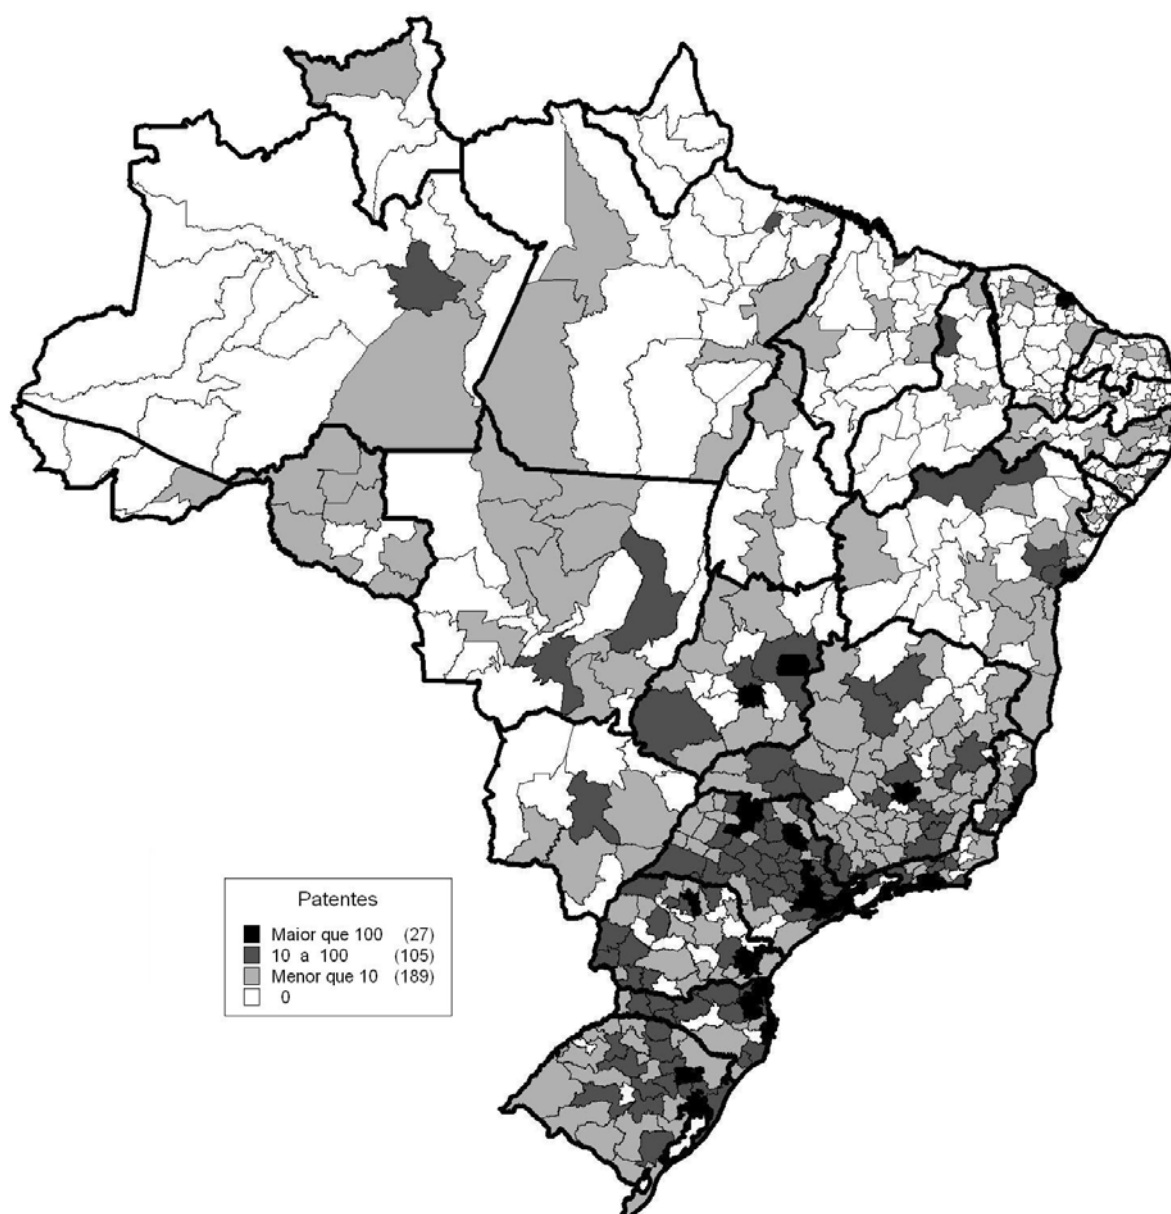 Patentes
Maior que 100 (27)
10 a 100 (105)
Menor que 10 (189)
0